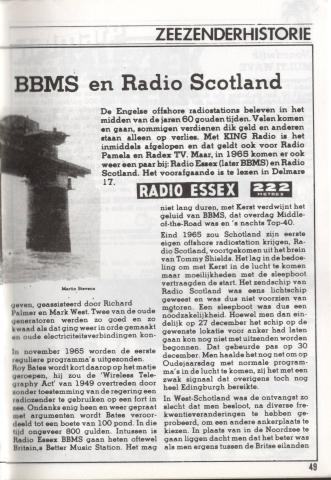 ZEEZENDERHISTORIE
BBMS en Radio Scotland
De Engelse offshore radiostations beleven in het
midden van de jaren 60 gouden tijden. Velen komen
en gaan, sommigen verdienen dik geld en anderen
staan alleen op verlies. Met KING Radio is het
inmiddels afgelopen en dat geldt ook voor Radio
Pamela en Radex TV. Maar, in 1965 komen er ook
weer een paar bij: Radio Essex (later BBMS) en Radio
Scotland. Het voorafgaande is te lezen in Delmare
17.
RADIO ESSEX 222
METRES
Martin Stevens
geven, geassisteerd door Richard
Palmer en Mark West. Twee van de oude
generatoren werden zo goed en zo
kwaad als dat ging weer in orde gemaakt
en oude electriciteitsverbindingen kon-
In november 1965 worden de eerste
reguliere programma's uitgezonden.
Roy Bates wordt kort daarop op het matje
geroepen, hij zou de 'Wireless Tele-
graphy Act' van 1949 overtreden door
zonder toestemming van de regering een
radiozender te gebruiken op een fort in
zee. Ondanks enig heen en weer gepraat
met argumenten wordt Bates veroor-
deeld tot een boete van 100 pond. In die
tijd ongeveer 800 gulden. Intussen is
Radio Essex BBMS gaan heten oftewel
Britain,s Better Music Station. Het mag
niet lang duren, met Kerst verdwijnt het
geluid van BBMS, dat overdag Middle-
of-the-Road was en 's nachts Top-40.
Eind 1965 zou Schotland zijn eerste
eigen offshore radiostation krijgen, Ra-
dio Scotland, voortgekomen uit het brein
van Tommy Shields. Het lag in de bedoe-
ling om met Kerst in de lucht te komen
maar moeilijkheden met de sleepboot
vertraagden de start. Het zendschip van
Radio Scotland was eens lichtschip
geweest en was dus niet voorzien van
motoren. Een sleepboot was dus een
noodzakelijkheid. Hoewel men dan ein-
delijk op 27 december het schip op de
gewenste lokatie voor anker had laten
gaan kon nog niet met uitzenden worden
begonnen. Dat gebeurde pas op 30
december. Men haalde het nog net om op
Oudejaarsdag met normale program-
ma's in de lucht te komen, zij het met een
zwak signaal dat overigens toch nog
heel Edingburgh bereikte.
In West-Schotland was de ontvangst zo
slecht dat men besloot, na diverse fre-
kwentieveranderingen te hebben ge-
probeerd, om een andere ankerplaats te
kiezen. In plaats van in de Noordzee te
gaan liggen dacht men dat het beter was
als men ergens tussen de Britse eilanden
49